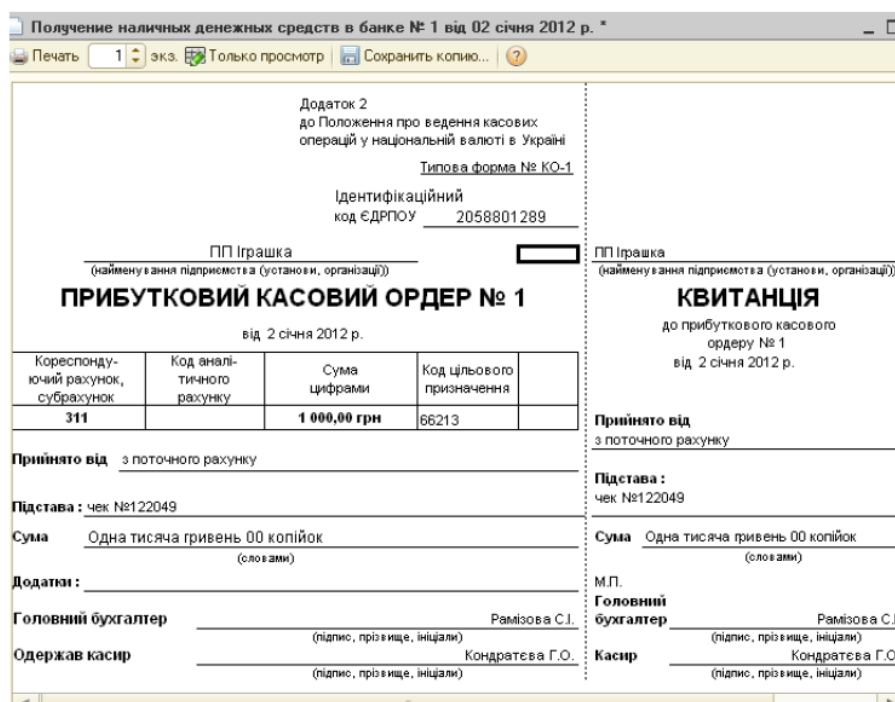 Получение наличных денежных средств в банке № 1 від 02 січня 2012 р. *
Печать 1 экз. Только просмотр Сохранить копию... ?
Додаток 2
до Положення про ведення касових
операцій у національній валюті в Україні
Типова форма № КО-1
Ідентифікаційний
код ЄДРПОУ 2058801289
ПП Іграшка
(найменування підприємства (установи, організації))
ПРИБУТКОВИЙ КАСОВИЙ ОРДЕР № 1
від 2 січня 2012 р.
Кореспонду-
ючий рахунок,
субрахунок
Код аналі-
тичного
рахунку
Сума
цифрами
Код цільового
призначення
311 1 000,00 грн 66213
Прийнято від з поточного рахунку
Підстава : чек №122049
Сума Одна тисяча гривень 00 копійок
(словами)
Додатки :
Головний бухгалтер Рамізова С.І.
(підпис, прізвище, ініціали)
Одержав касир Кондратєва Г.О.
(підпис, прізвище, ініціали)
ПП Іграшка
(найменування підприємства (установи, організації))
КВИТАНЦІЯ
до прибуткового касового
ордеру № 1
від 2 січня 2012 р.
Прийнято від
з поточного рахунку
Підстава :
чек №122049
Сума Одна тисяча гривень 00 копійок
(словами)
М.П.
Головний
бухгалтер Рамізова С.І
(підпис, прізвище, ініціали)
Касир Кондратєва Г.О
(підпис, прізвище, ініціали)